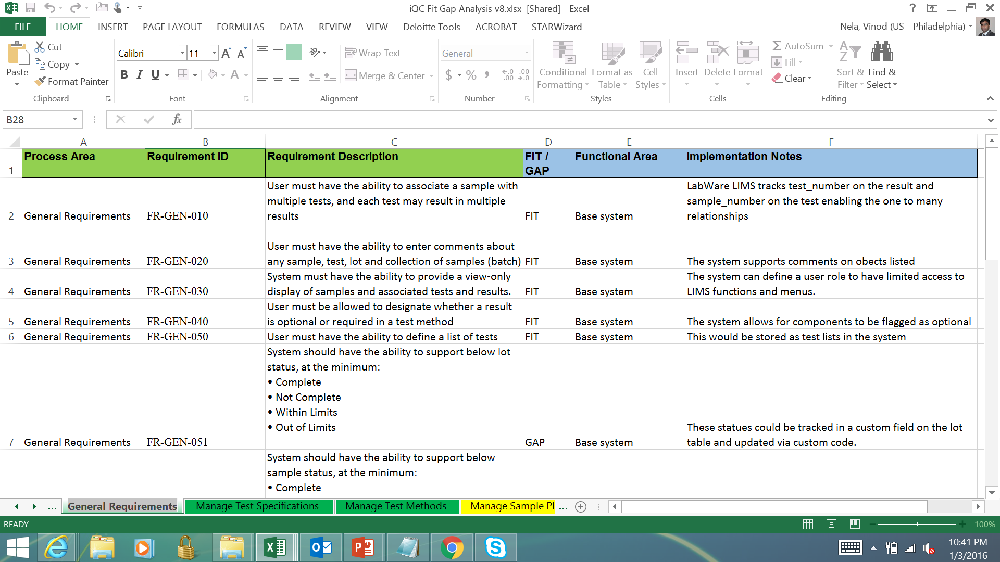 iQC Fit Gap Analysis v8.xlsx  [Shared] - Excel
FILE HOME INSERT PAGE LAYOUT FORMULAS DATA REVIEW VIEW Deloitte Tools ACROBAT STARWizard Nela, Vinod (US - Philadelphia)
Cut
Copy
Format Painter
Paste
Calibri 11
B I U
Wrap Text
Merge & Center
General
$ % ,
Conditional Formatting
Format as Table
Cell Styles
Insert Delete Format
AutoSum
Fill
Clear
Sort & Filter
Find & Select
Clipboard Font Alignment Number Styles Cells Editing
B28 fx
A B C D E F
1 Process Area Requirement ID Requirement Description FIT / GAP Functional Area Implementation Notes
User must have the ability to associate a sample with
multiple tests, and each test may result in multiple
results
LabWare LIMS tracks test_number on the result and
sample_number on the test enabling the one to many
relationships
2 General Requirements FR-GEN-010 FIT Base system
User must have the ability to enter comments about
any sample, test, lot and collection of samples (batch)
3 General Requirements FR-GEN-020 FIT Base system The system supports comments on obects listed
System must have the ability to provide a view-only
display of samples and associated tests and results.
The system can define a user role to have limited access to
LIMS functions and menus.
4 General Requirements FR-GEN-030 FIT Base system
User must be allowed to designate whether a result
is optional or required in a test method
5 General Requirements FR-GEN-040 FIT Base system The system allows for components to be flagged as optional
6 General Requirements FR-GEN-050 User must have the ability to define a list of tests FIT Base system This would be stored as test lists in the system
System should have the ability to support below lot
status, at the minimum:
• Complete
• Not Complete
• Within Limits
• Out of Limits
These statues could be tracked in a custom field on the lot
table and updated via custom code.
7 General Requirements FR-GEN-051 GAP Base system
System should have the ability to support below
sample status, at the minimum:
• Complete
... General Requirements Manage Test Specifications Manage Test Methods Manage Sample Pl ...
READY 100%
10:41 PM
1/3/2016